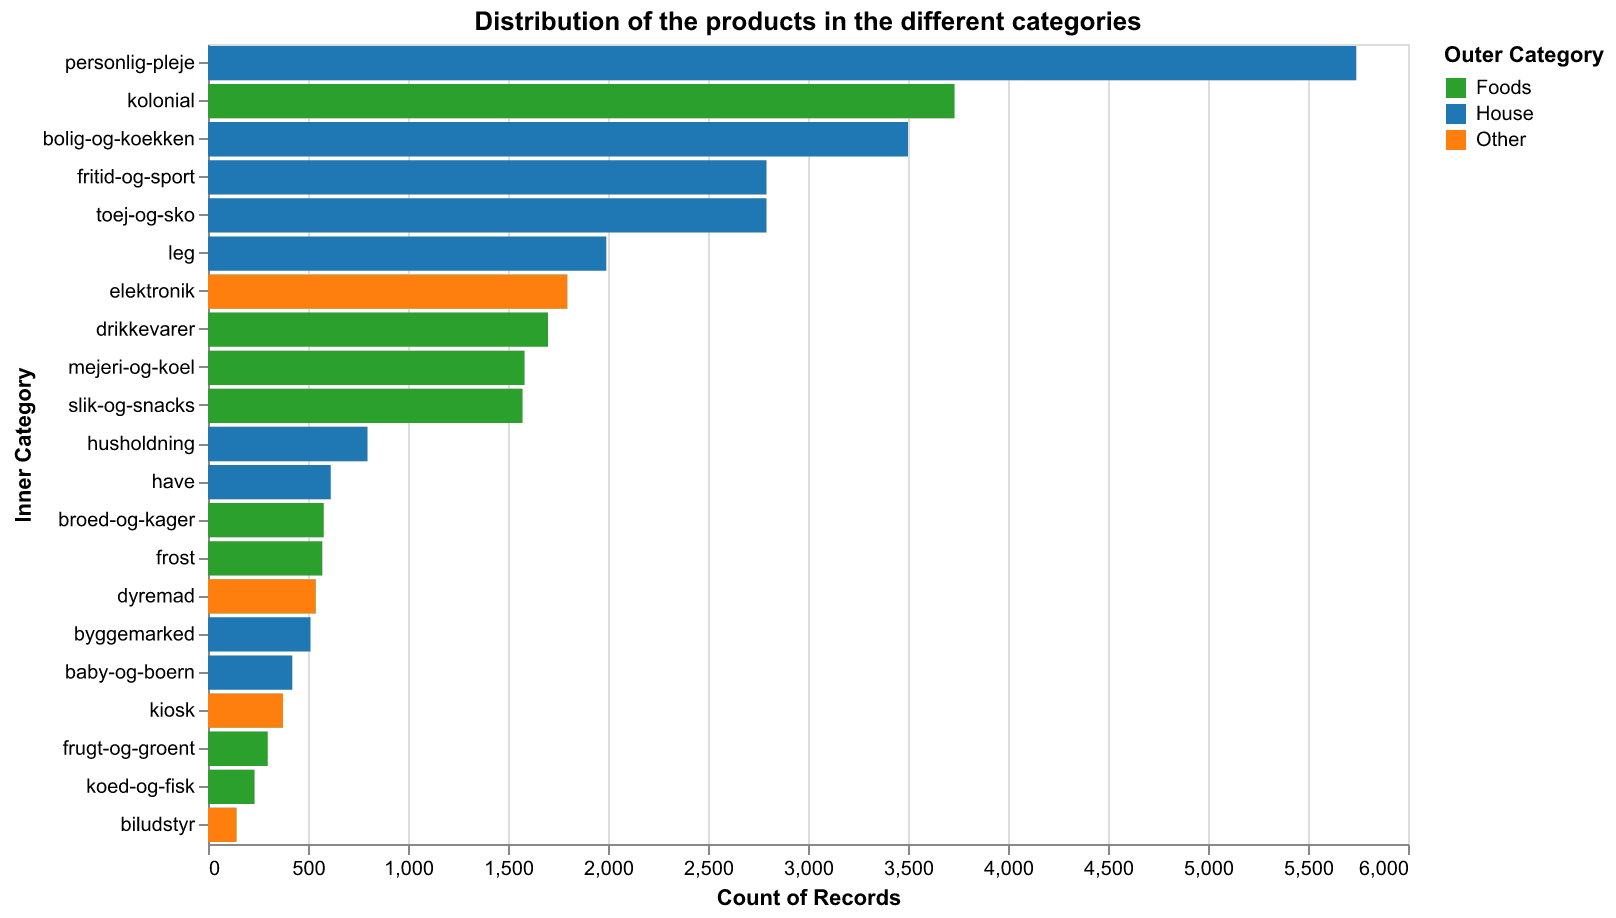 Distribution of the products in the different categories
Outer Category
Foods
House
Other
Inner Category
personlig-pleje
kolonial
bolig-og-koekken
fritid-og-sport
toej-og-sko
leg
elektronik
drikkevarer
mejeri-og-koel
slik-og-snacks
husholdning
have
broed-og-kager
frost
dyremad
byggemarked
baby-og-boern
kiosk
frugt-og-groent
koed-og-fisk
biludstyr
0 500 1,000 1,500 2,000 2,500 3,000 3,500 4,000 4,500 5,000 5,500 6,000
Count of Records